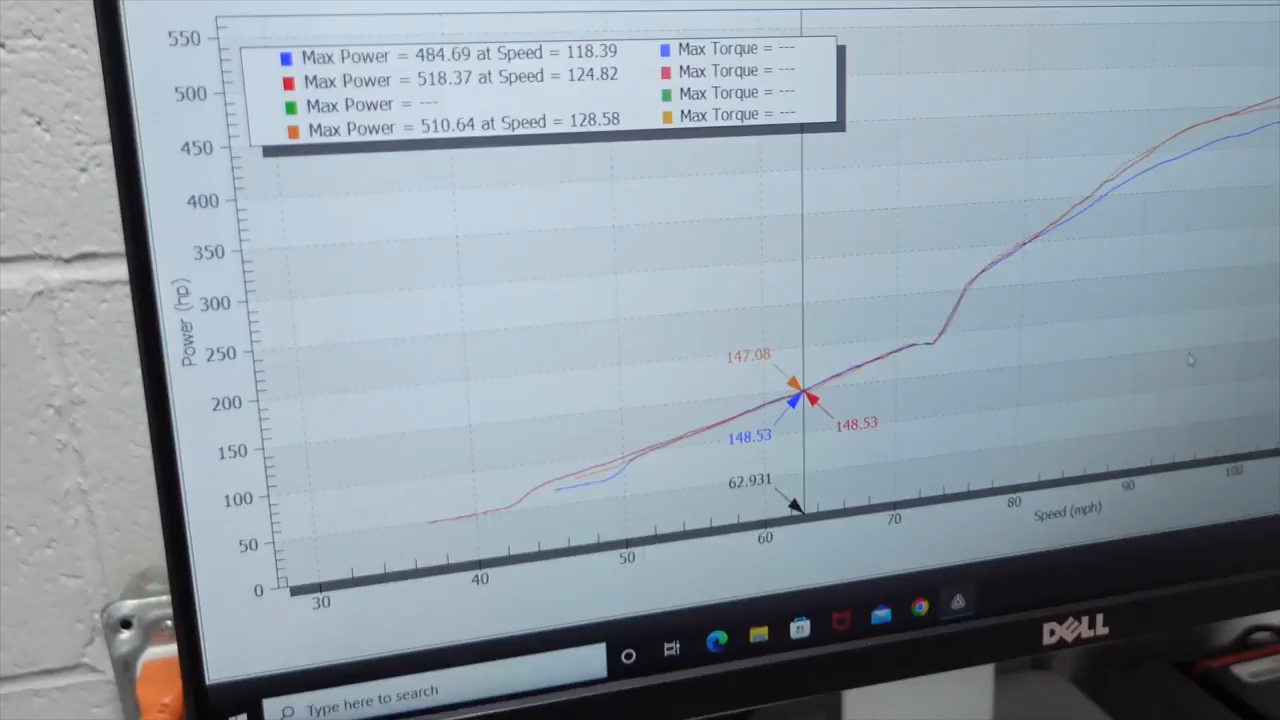 550
500
450
400
350
300
250
200
150
100
50
0
Power (hp)
Max Power = 484.69 at Speed = 118.39
Max Power = 518.37 at Speed = 124.82
Max Power = ---
Max Power = 510.64 at Speed = 128.58
Max Torque = ---
Max Torque = ---
Max Torque = ---
Max Torque = ---
147.08
148.53
148.53
62.931
30
40
50
60
70
80
90
100
Speed (mph)
DELL
Type here to search